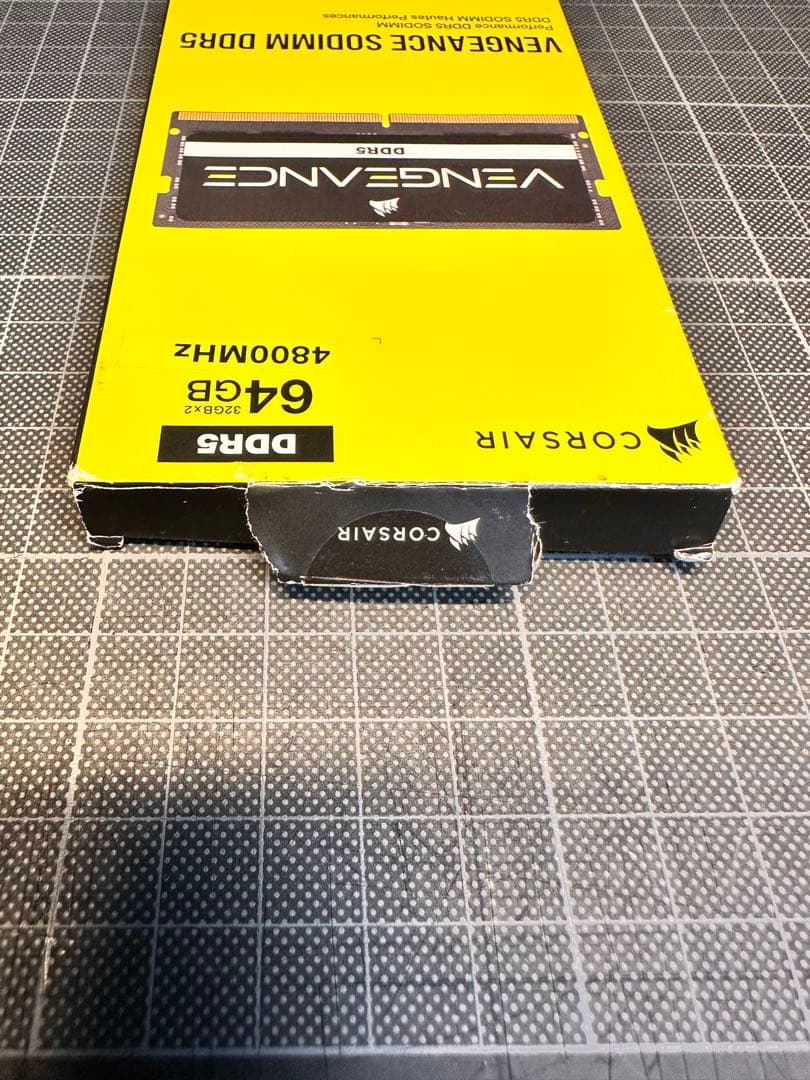 CORSAIR
DDR5
64GB
32GBx2
4800MHz
VENGEANCE
DDR5
VENGEANCE SODIMM DDR5
Performance DDR5 SODIMM
DDR5 SODIMM Hautes Performances
CORSAIR